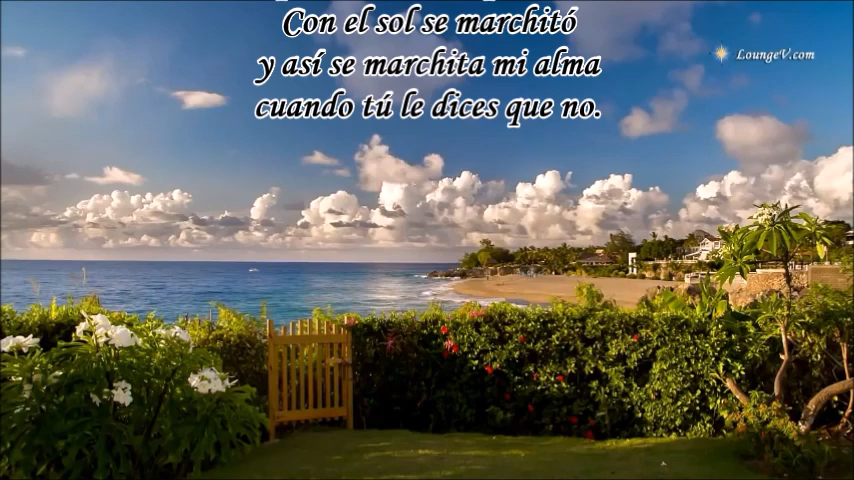 Con el sol se marchitó
y así se marchita mi alma
cuando tú le dices que no.
LoungeV.com